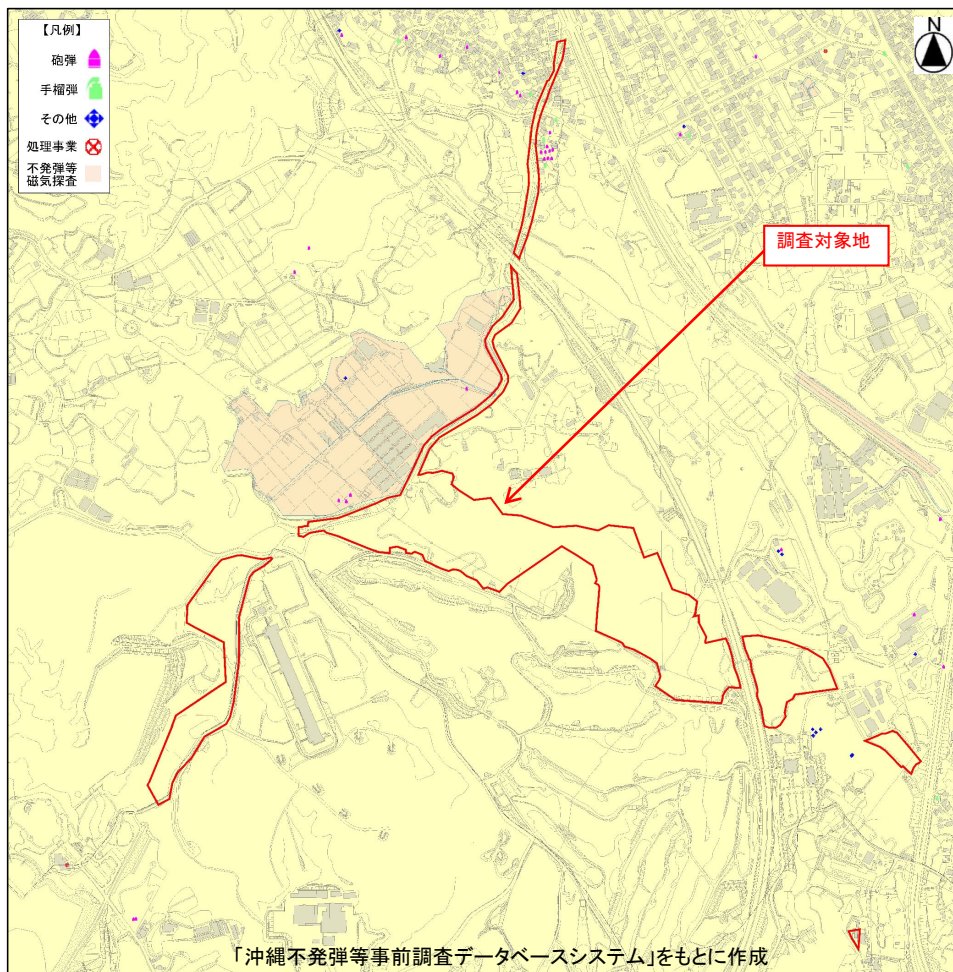 【凡例】
砲弾
手榴弾
その他
処理事業
不発弾等
磁気探査
N
調査対象地
「沖縄不発弾等事前調査データベースシステム」をもとに作成